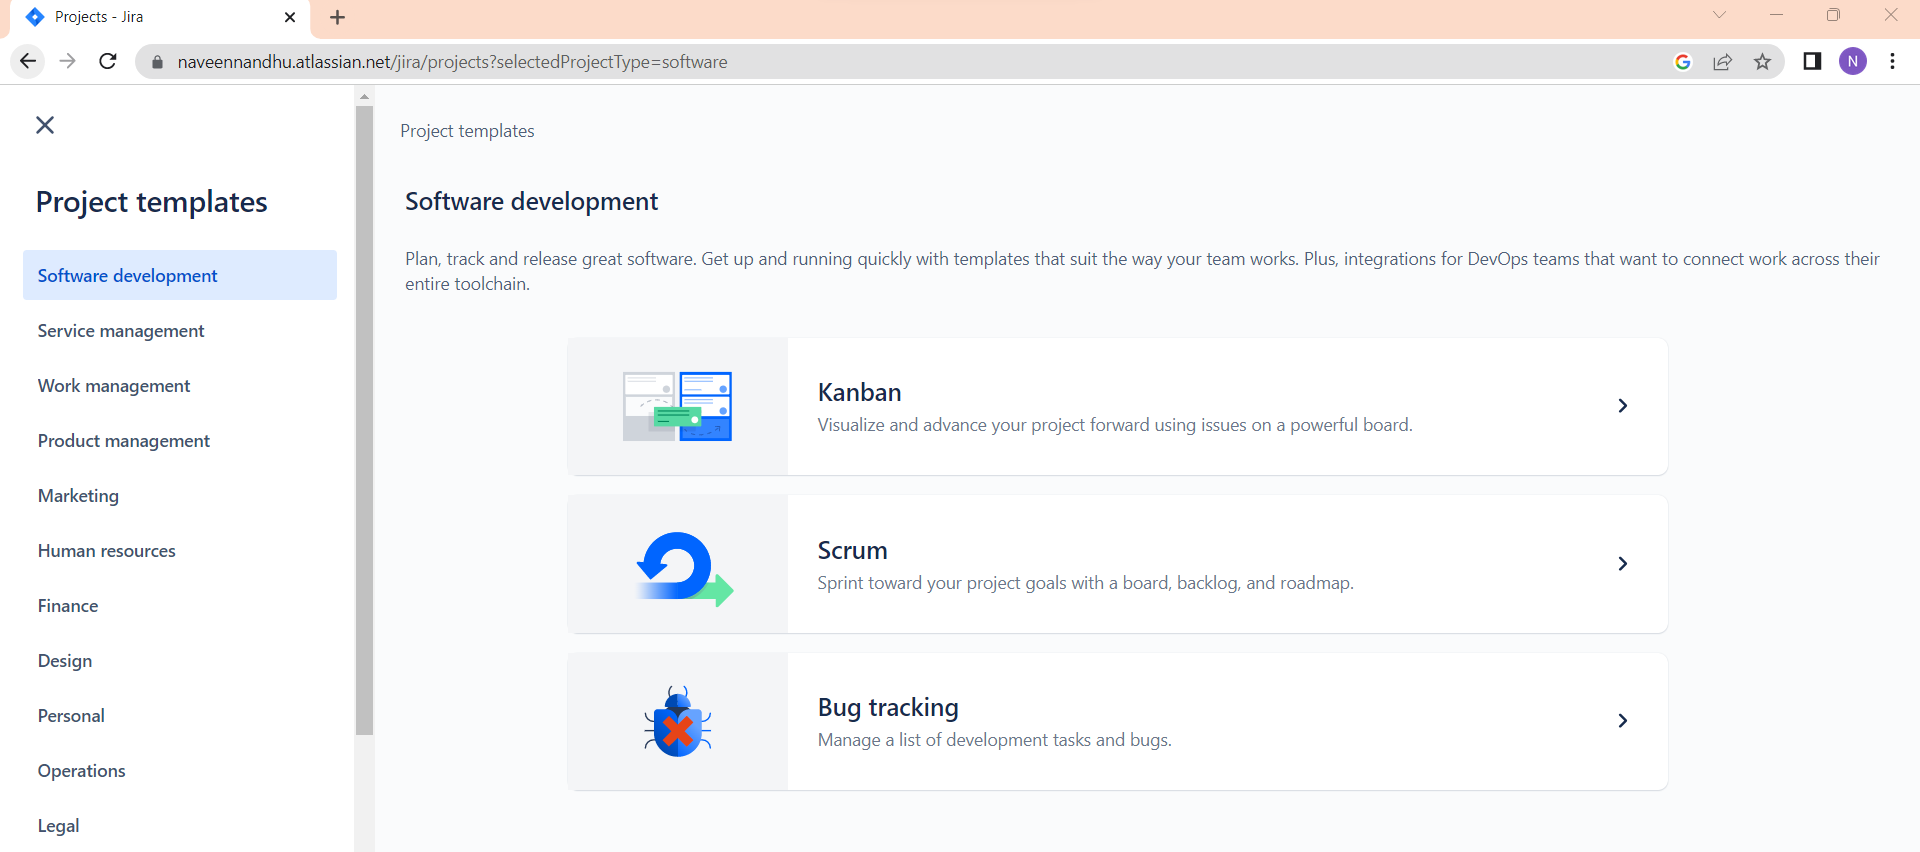 Projects - Jira
naveennandhu.atlassian.net/jira/projects?selectedProjectType=software
N
Project templates
Software development
Service management
Work management
Product management
Marketing
Human resources
Finance
Design
Personal
Operations
Legal
Project templates
Software development
Plan, track and release great software. Get up and running quickly with templates that suit the way your team works. Plus, integrations for DevOps teams that want to connect work across their
entire toolchain.
Kanban
Visualize and advance your project forward using issues on a powerful board.
Scrum
Sprint toward your project goals with a board, backlog, and roadmap.
Bug tracking
Manage a list of development tasks and bugs.